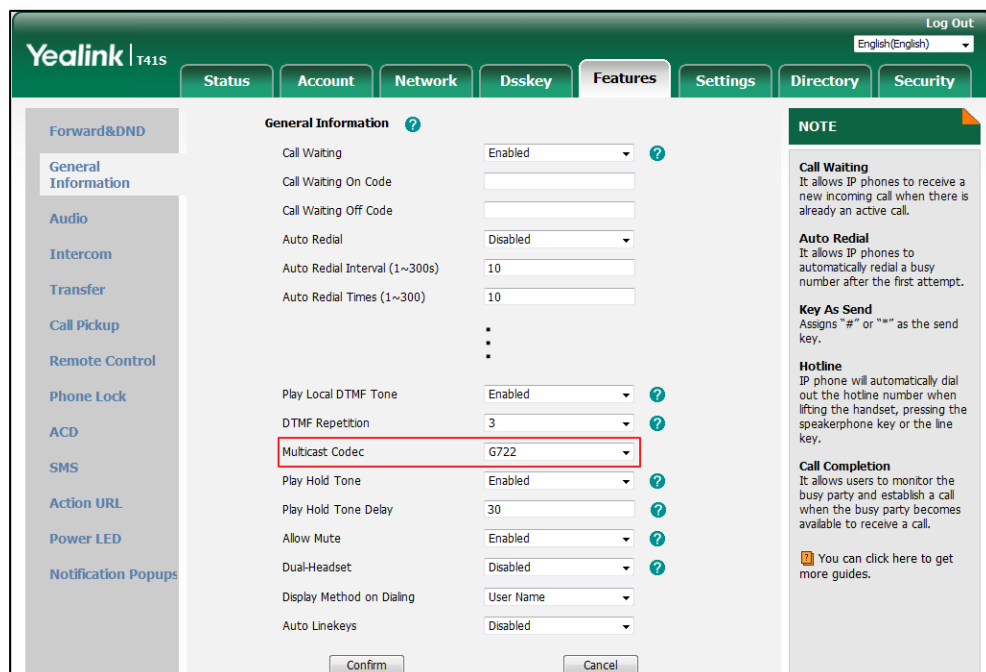 Log Out
English(English)
Yealink T41S
Status Account Network Dsskey Features Settings Directory Security
Forward&DND
General
Information
Audio
Intercom
Transfer
Call Pickup
Remote Control
Phone Lock
ACD
SMS
Action URL
Power LED
Notification Popups
General Information ?
Call Waiting Enabled ?
Call Waiting On Code
Call Waiting Off Code
Auto Redial Disabled
Auto Redial Interval (1~300s) 10
Auto Redial Times (1~300) 10
Play Local DTMF Tone Enabled ?
DTMF Repetition 3 ?
Multicast Codec G722
Play Hold Tone Enabled ?
Play Hold Tone Delay 30 ?
Allow Mute Enabled ?
Dual-Headset Disabled ?
Display Method on Dialing User Name
Auto Linekeys Disabled
Confirm Cancel
NOTE
Call Waiting
It allows IP phones to receive a
new incoming call when there is
already an active call.
Auto Redial
It allows IP phones to
automatically redial a busy
number after the first attempt.
Key As Send
Assigns "#" or "*" as the send
key.
Hotline
IP phone will automatically dial
out the hotline number when
lifting the handset, pressing the
speakerphone key or the line
key.
Call Completion
It allows users to monitor the
busy party and establish a call
when the busy party becomes
available to receive a call.
? You can click here to get
more guides.